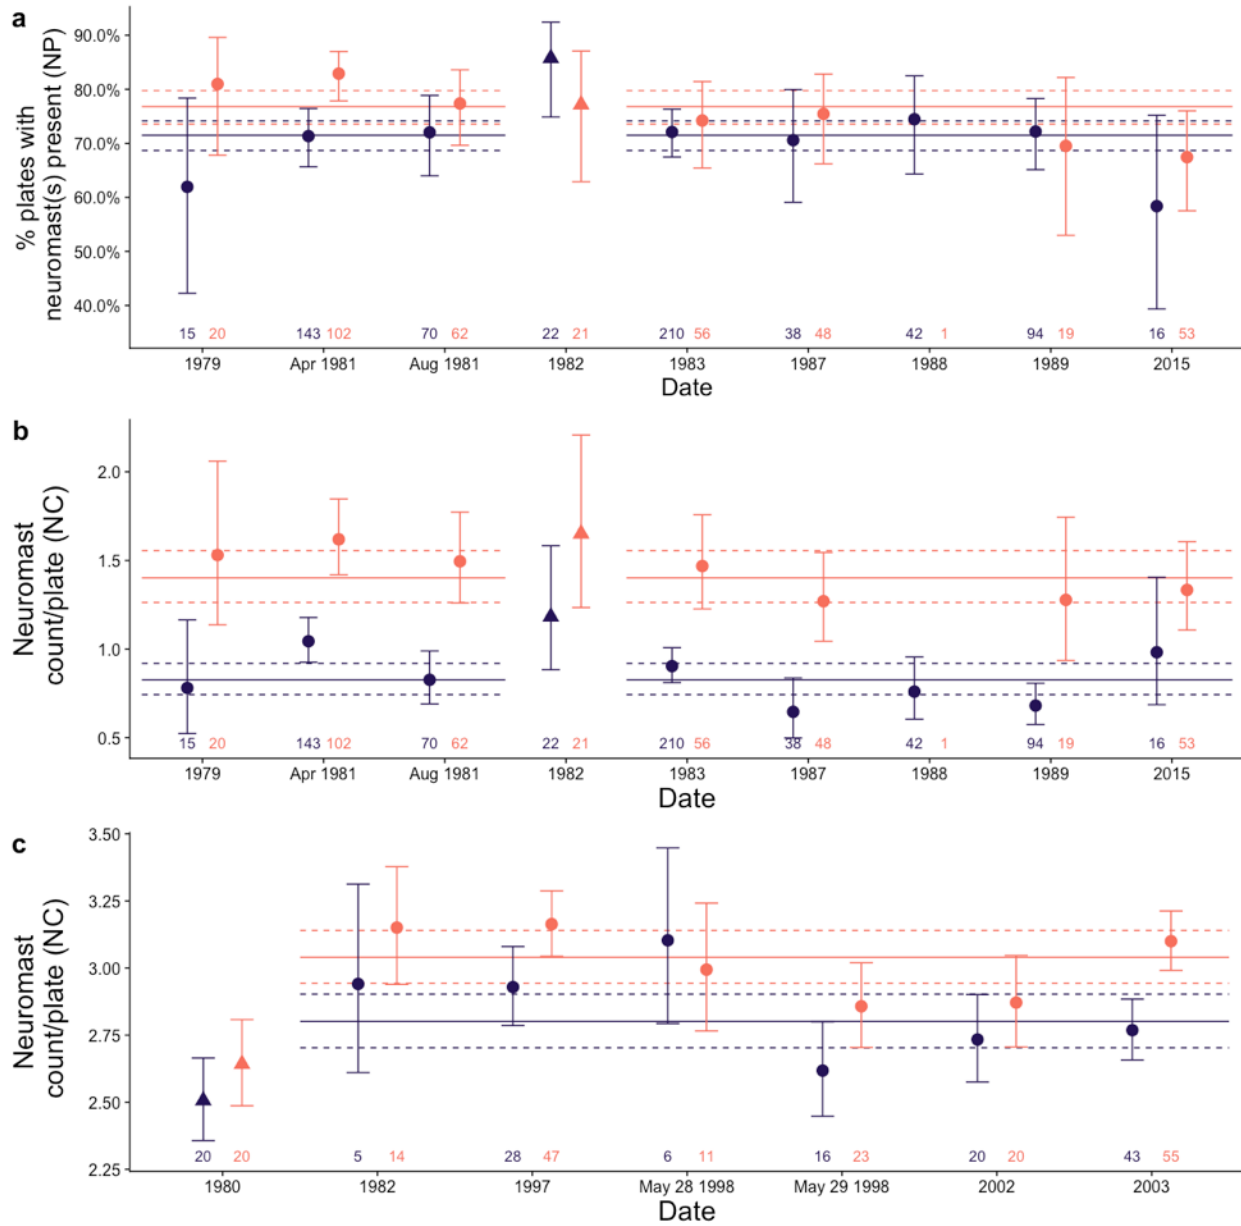 a
% plates with
neuromast(s) present (NP)
90.0%
80.0%
70.0%
60.0%
50.0%
40.0%
15 20 143 102 70 62 22 21 210 56 38 48 42 1 94 19 16 53
1979 Apr 1981 Aug 1981 1982 1983 1987 1988 1989 2015
Date
b
Neuromast
count/plate (NC)
2.0
1.5
1.0
0.5
15 20 143 102 70 62 22 21 210 56 38 48 42 1 94 19 16 53
1979 Apr 1981 Aug 1981 1982 1983 1987 1988 1989 2015
Date
c
Neuromast
count/plate (NC)
3.50
3.25
3.00
2.75
2.50
2.25
20 20 5 14 28 47 6 11 16 23 20 20 43 55
1980 1982 1997 May 28 1998 May 29 1998 2002 2003
Date